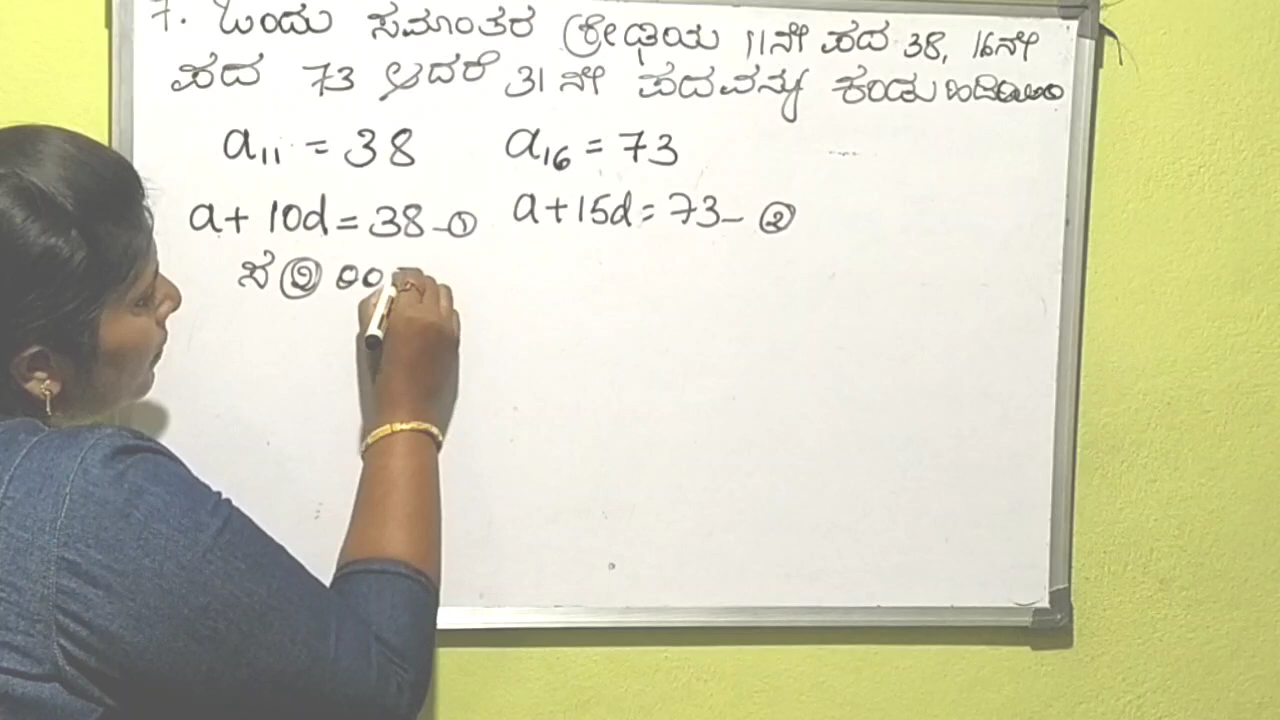 7. ಒಂದು ಸಮಾಂತರ ಶ್ರೇಢಿಯ 11ನೇ ಪದ 38, 16ನೇ
ಪದ 73 ಆದರೆ 31ನೇ ಪದವನ್ನು ಕಂಡುಹಿಡಿಯಿರಿ
a₁₁ = 38 a₁₆ = 73
a + 10d = 38 – ① a + 15d = 73 – ②
ಸ ②